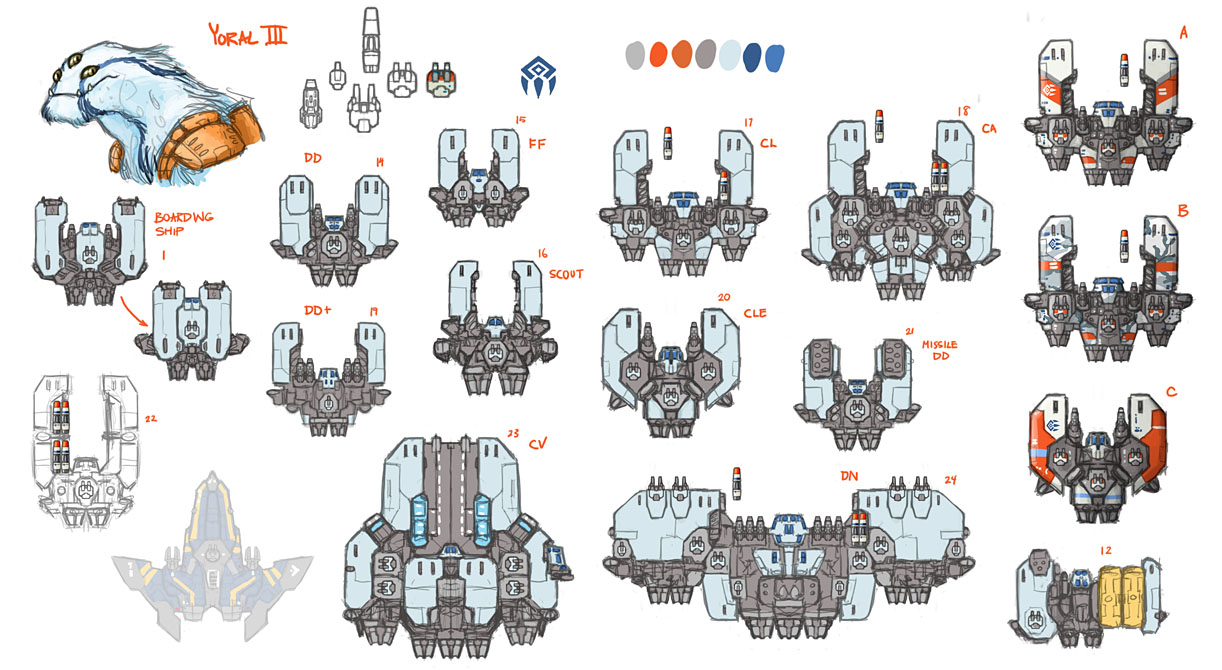 YORAL III
BOARDING
SHIP
1
DD
14
15
FF
16
SCOUT
DD+
19
17
CL
18
CA
20
CLE
21
MISSILE
DD
22
23
CV
DN
24
A
B
C
12